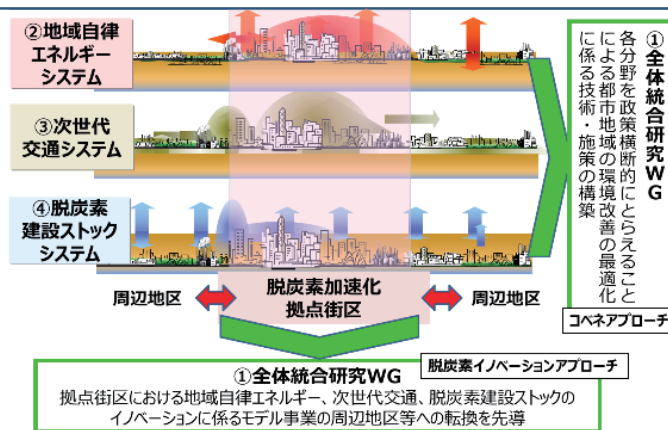 ②地域自律
エネルギー
システム
③次世代
交通システム
④脱炭素
建設ストック
システム
周辺地区
脱炭素加速化
拠点街区
周辺地区
①全体統合研究WG
各分野を政策横断的にとらえること
による都市地域の環境改善の最適化
に係る技術・施策の構築
コベネアプローチ
脱炭素イノベーションアプローチ
①全体統合研究WG
拠点街区における地域自律エネルギー、次世代交通、脱炭素建設ストックの
イノベーションに係るモデル事業の周辺地区等への転換を先導